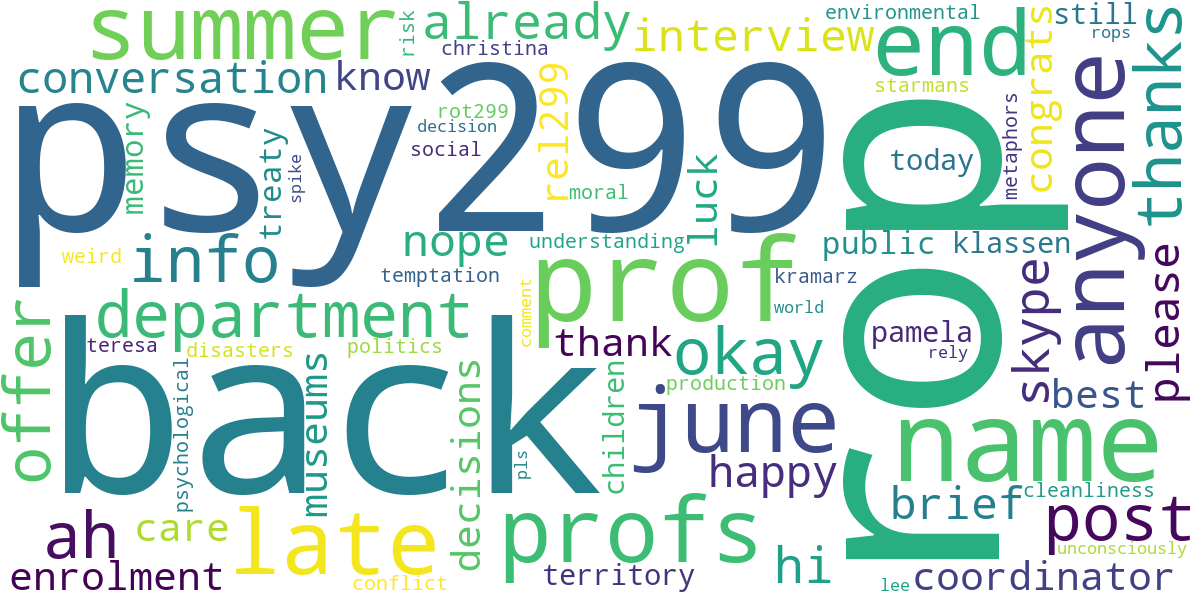 summer
risk
already
christina
interview
environmental
end
still
rops
congrats
thanks
conversation
know
psy299
rot299
decision
social
rel299
starmans
today
metaphors
anyone
memory
treaty
spike
moral
luck
rop
weird
info
nope
understanding
temptation
prof
public
klassen
kramarz
world
skype
please
offer
department
teresa
disasters
politics
comment
thank
okay
pamela
rely
back
psychological
museums
decisions
pls
children
production
june
best
happy
name
brief
cleanliness
post
unconsciously
ah
care
late
enrolment
conflict
profs
territory
hi
lee
coordinator